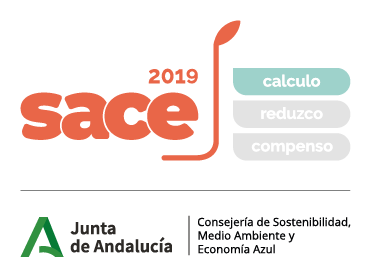 2019
sace
calculo
reduzco
compenso
Junta
de Andalucía
Consejería de Sostenibilidad,
Medio Ambiente y
Economía Azul